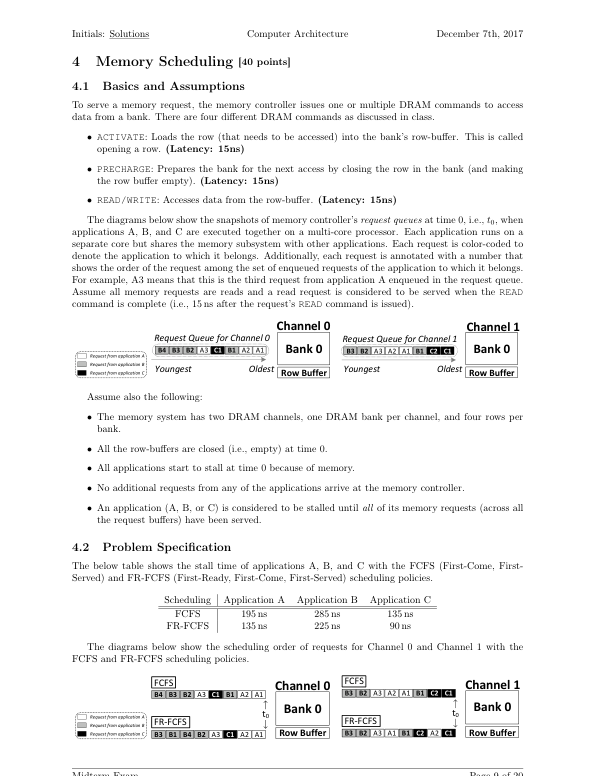 Initials: Solutions Computer Architecture December 7th, 2017
4 Memory Scheduling [40 points]
4.1 Basics and Assumptions
To serve a memory request, the memory controller issues one or multiple DRAM commands to access
data from a bank. There are four different DRAM commands as discussed in class.
• ACTIVATE: Loads the row (that needs to be accessed) into the bank's row-buffer. This is called
opening a row. (Latency: 15ns)
• PRECHARGE: Prepares the bank for the next access by closing the row in the bank (and making
the row buffer empty). (Latency: 15ns)
• READ/WRITE: Accesses data from the row-buffer. (Latency: 15ns)
The diagrams below show the snapshots of memory controller's request queues at time 0, i.e., t0, when
applications A, B, and C are executed together on a multi-core processor. Each application runs on a
separate core but shares the memory subsystem with other applications. Each request is color-coded to
denote the application to which it belongs. Additionally, each request is annotated with a number that
shows the order of the request among the set of enqueued requests of the application to which it belongs.
For example, A3 means that this is the third request from application A enqueued in the request queue.
Assume all memory requests are reads and a read request is considered to be served when the READ
command is complete (i.e., 15 ns after the request's READ command is issued).
Channel 0 Channel 1
Request Queue for Channel 0 Request Queue for Channel 1
B4 B3 B2 A3 C1 B1 A2 A1 Bank 0 B3 B2 A3 A2 A1 B1 C2 C1 Bank 0
Request from application A
Request from application B
Request from application C
Youngest Oldest Row Buffer Youngest Oldest Row Buffer
Assume also the following:
• The memory system has two DRAM channels, one DRAM bank per channel, and four rows per
bank.
• All the row-buffers are closed (i.e., empty) at time 0.
• All applications start to stall at time 0 because of memory.
• No additional requests from any of the applications arrive at the memory controller.
• An application (A, B, or C) is considered to be stalled until all of its memory requests (across all
the request buffers) have been served.
4.2 Problem Specification
The below table shows the stall time of applications A, B, and C with the FCFS (First-Come, First-
Served) and FR-FCFS (First-Ready, First-Come, First-Served) scheduling policies.
Scheduling Application A Application B Application C
FCFS 195 ns 285 ns 135 ns
FR-FCFS 135 ns 225 ns 90 ns
The diagrams below show the scheduling order of requests for Channel 0 and Channel 1 with the
FCFS and FR-FCFS scheduling policies.
FCFS Channel 0 FCFS Channel 1
B4 B3 B2 A3 C1 B1 A2 A1 B3 B2 A3 A2 A1 B1 C2 C1
t0 Bank 0 t0 Bank 0
Request from application A
Request from application B
Request from application C
FR-FCFS FR-FCFS
B3 B1 B4 B2 A3 C1 A2 A1 Row Buffer Row Buffer
Midterm Exam Page 9 of 20